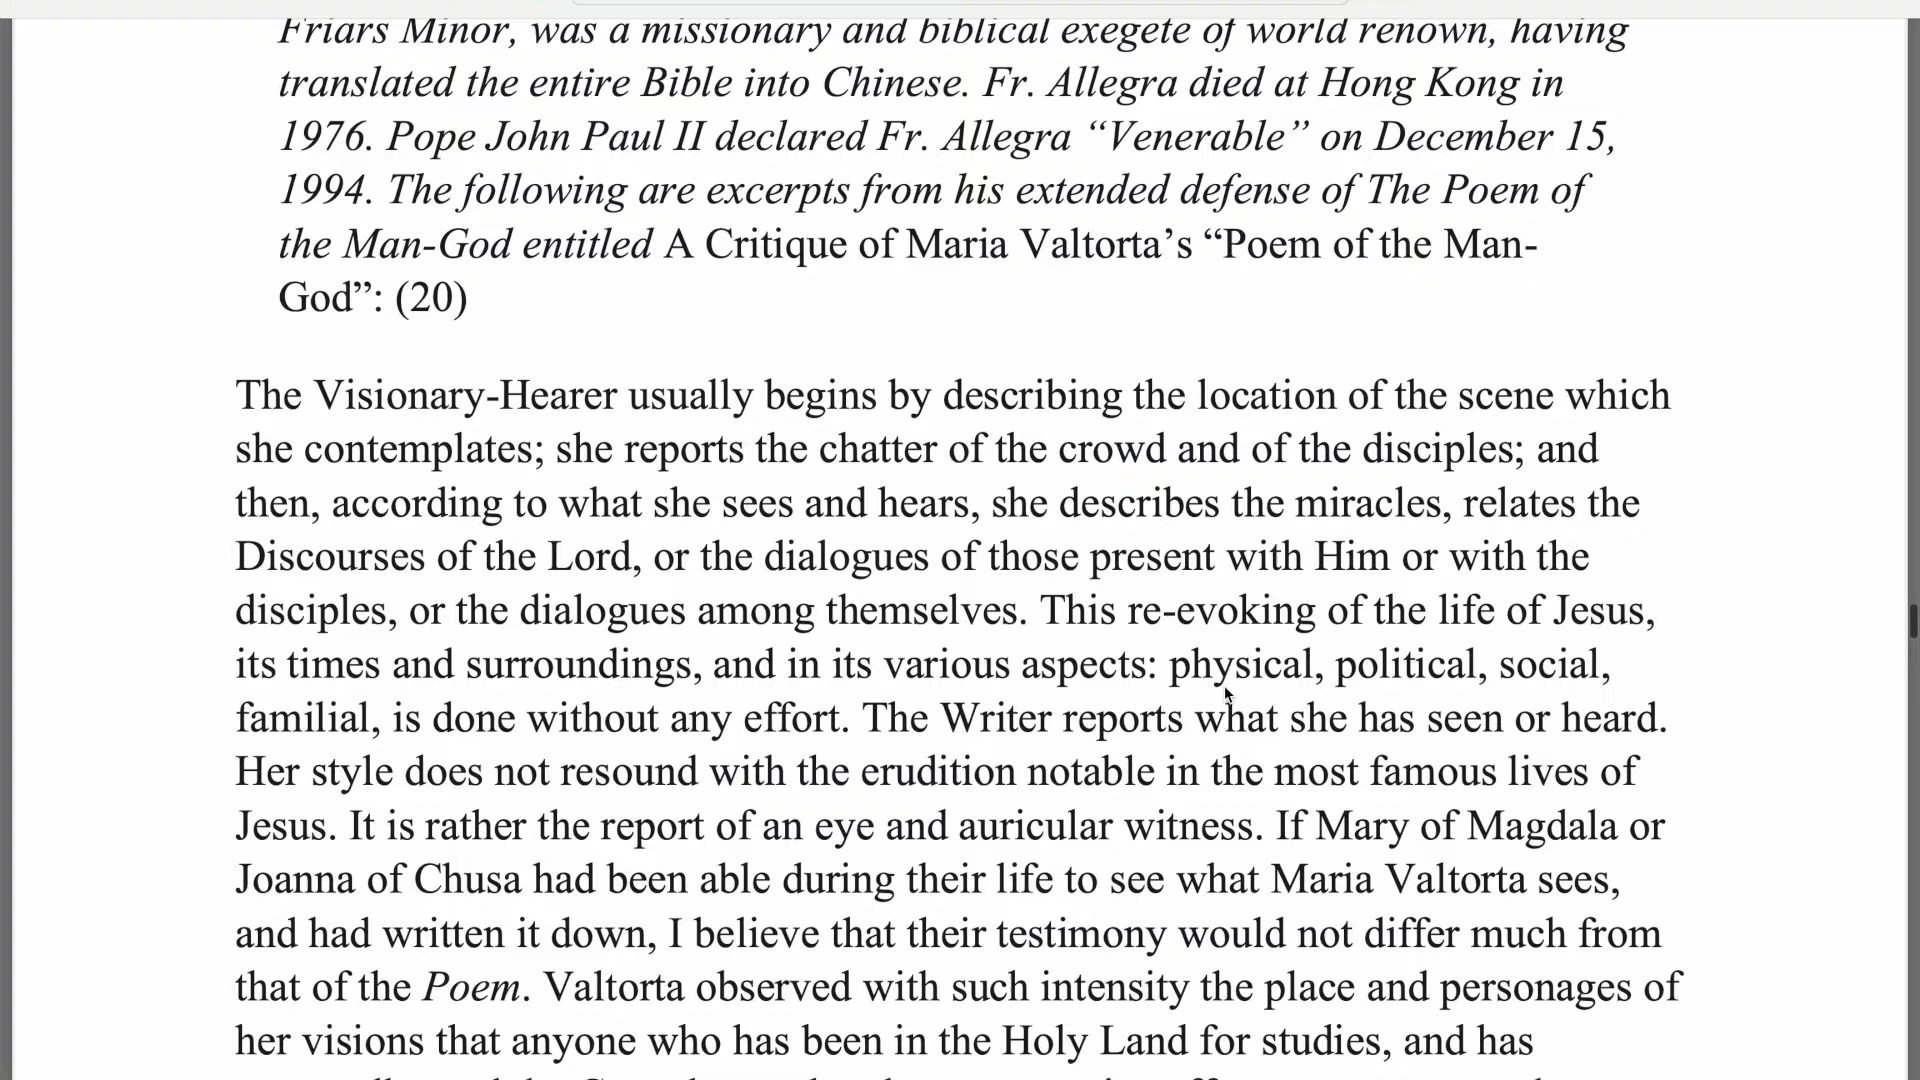 Friars Minor, was a missionary and biblical exegete of world renown, having
translated the entire Bible into Chinese. Fr. Allegra died at Hong Kong in
1976. Pope John Paul II declared Fr. Allegra “Venerable” on December 15,
1994. The following are excerpts from his extended defense of The Poem of
the Man-God entitled A Critique of Maria Valtorta’s “Poem of the Man-
God”: (20)
The Visionary-Hearer usually begins by describing the location of the scene which
she contemplates; she reports the chatter of the crowd and of the disciples; and
then, according to what she sees and hears, she describes the miracles, relates the
Discourses of the Lord, or the dialogues of those present with Him or with the
disciples, or the dialogues among themselves. This re-evoking of the life of Jesus,
its times and surroundings, and in its various aspects: physical, political, social,
familial, is done without any effort. The Writer reports what she has seen or heard.
Her style does not resound with the erudition notable in the most famous lives of
Jesus. It is rather the report of an eye and auricular witness. If Mary of Magdala or
Joanna of Chusa had been able during their life to see what Maria Valtorta sees,
and had written it down, I believe that their testimony would not differ much from
that of the Poem. Valtorta observed with such intensity the place and personages of
her visions that anyone who has been in the Holy Land for studies, and has